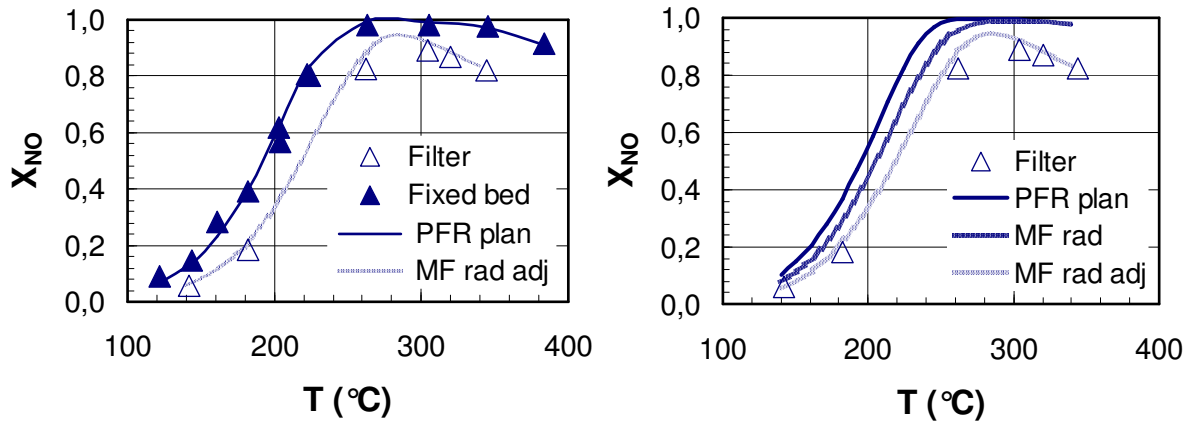 1,0
0,8
0,6
0,4
0,2
0,0
X_NO
100 200 300 400
T (°C)
Filter
Fixed bed
PFR plan
MF rad adj
1,0
0,8
0,6
0,4
0,2
0,0
X_NO
100 200 300 400
T (°C)
Filter
PFR plan
MF rad
MF rad adj